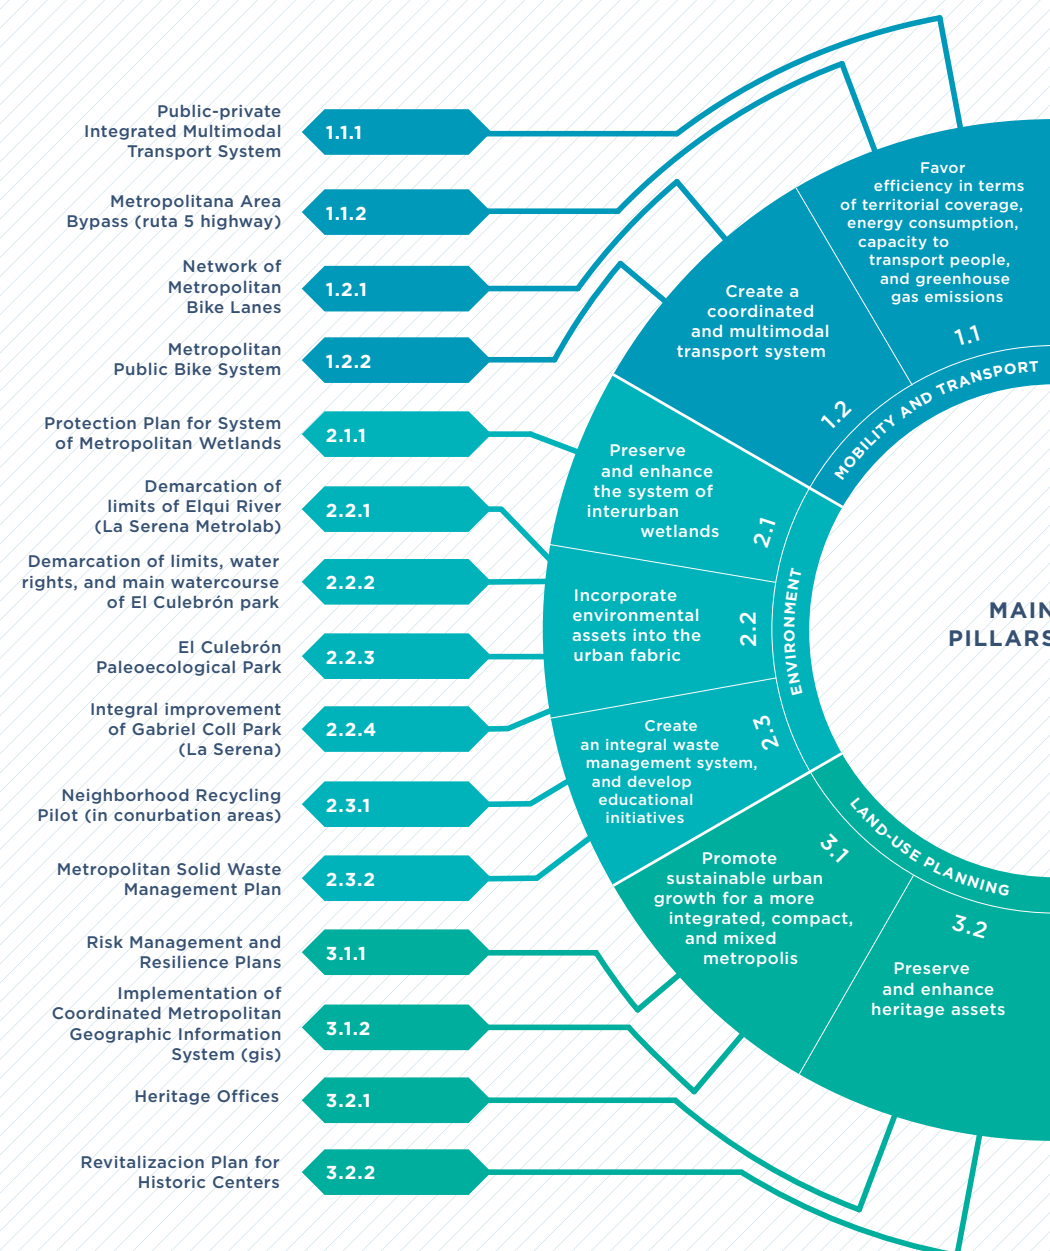 Public-private
Integrated Multimodal
Transport System
1.1.1
Metropolitana Area
Bypass (ruta 5 highway)
1.1.2
Network of
Metropolitan
Bike Lanes
1.2.1
Metropolitan
Public Bike System
1.2.2
Protection Plan for System
of Metropolitan Wetlands
2.1.1
Demarcation of
limits of Elqui River
(La Serena Metrolab)
2.2.1
Demarcation of limits, water
rights, and main watercourse
of El Culebrón park
2.2.2
El Culebrón
Paleoecological Park
2.2.3
Integral improvement
of Gabriel Coll Park
(La Serena)
2.2.4
Neighborhood Recycling
Pilot (in conurbation areas)
2.3.1
Metropolitan Solid Waste
Management Plan
2.3.2
Risk Management and
Resilience Plans
3.1.1
Implementation of
Coordinated Metropolitan
Geographic Information
System (gis)
3.1.2
Heritage Offices
3.2.1
Revitalizacion Plan for
Historic Centers
3.2.2
Favor
efficiency in terms
of territorial coverage,
energy consumption,
capacity to
transport people,
and greenhouse
gas emissions
1.1
Create a
coordinated
and multimodal
transport system
1.2
MOBILITY AND TRANSPORT
Preserve
and enhance
the system of
interurban
wetlands
2.1
Incorporate
environmental
assets into the
urban fabric
2.2
Create
an integral waste
management system,
and develop
educational
initiatives
2.3
ENVIRONMENT
Promote
sustainable urban
growth for a more
integrated, compact,
and mixed
metropolis
3.1
Preserve
and enhance
heritage assets
3.2
LAND-USE PLANNING
MAIN
PILLARS